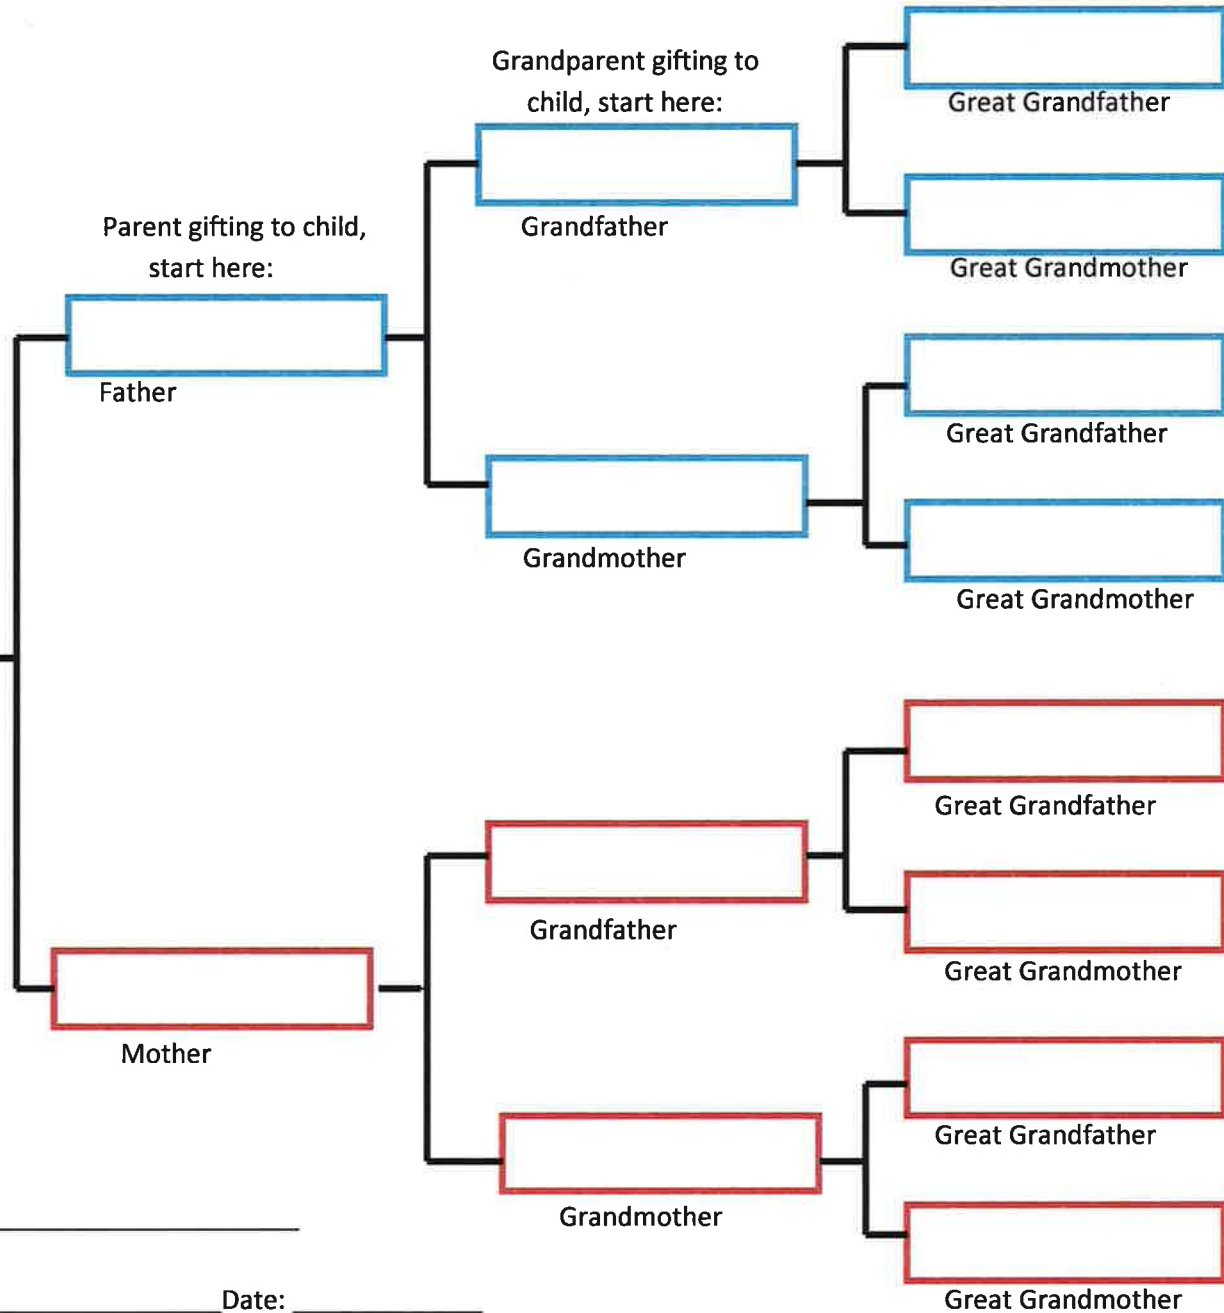 Grandparent gifting to
child, start here:
Great Grandfather
Grandfather
Great Grandmother
Parent gifting to child,
start here:
Father
Great Grandfather
Grandmother
Great Grandmother
Great Grandfather
Grandfather
Great Grandmother
Mother
Great Grandfather
Grandmother
Great Grandmother
Date: